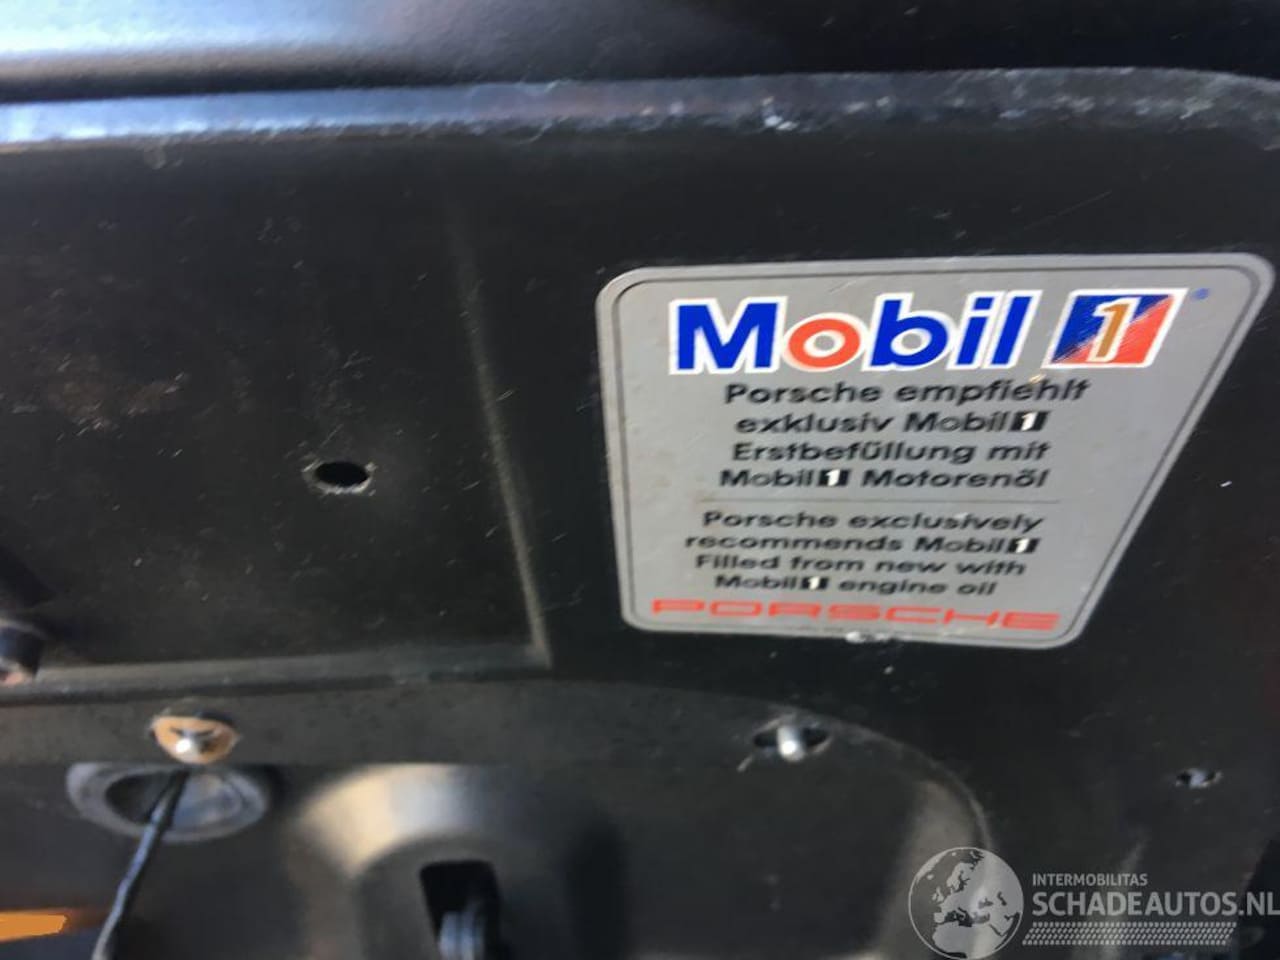 Mobil 1®
Porsche empfiehlt
exklusiv Mobil 1
Erstbefüllung mit
Mobil 1 Motorenöl
Porsche exclusively
recommends Mobil 1
Filled from new with
Mobil 1 engine oil
PORSCHE
INTERMOBILITAS
SCHADEAUTOS.NL